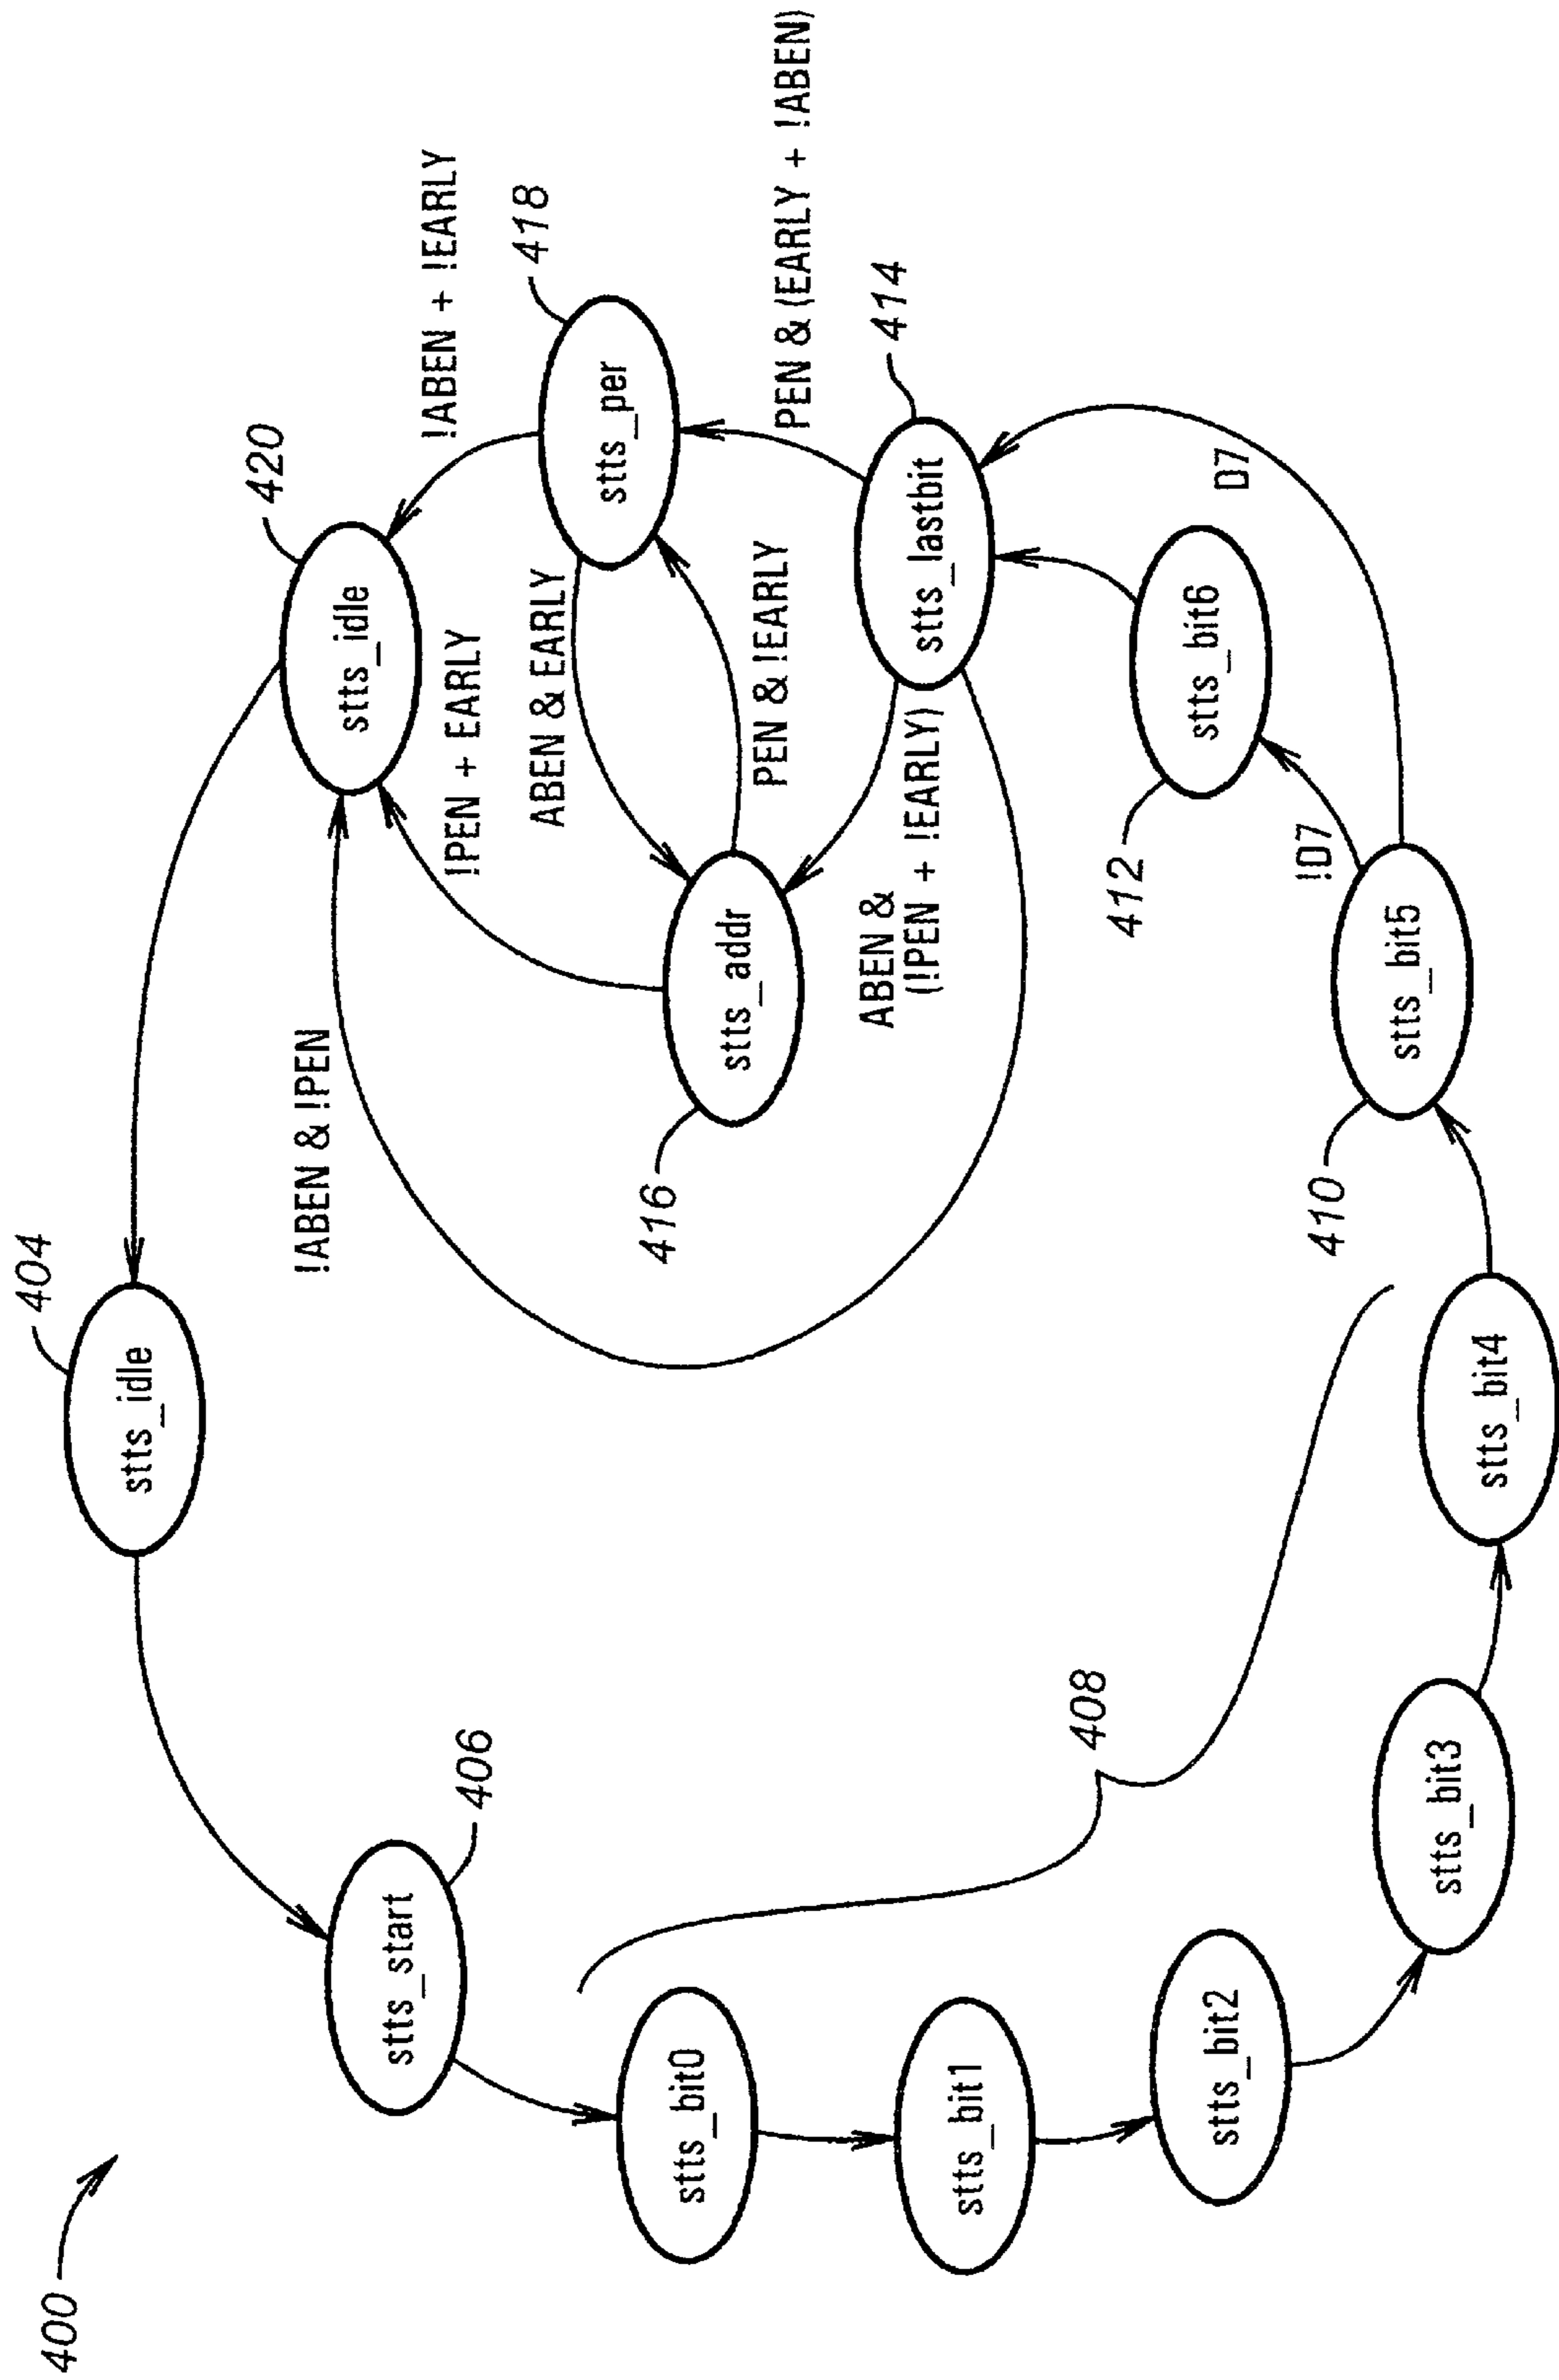 400
404
stts_idle
stts_start
406
stts_bit0
stts_bit1
stts_bit2
stts_bit3
stts_bit4
408
stts_bit5
410
!D7
D7
stts_bit6
412
stts_lastbit
414
ABEN &
(!PEN + !EARLY)
PEN & (EARLY + !ABEN)
!ABEN & !PEN
stts_addr
416
PEN & !EARLY
ABEN & EARLY
!PEN + EARLY
stts_per
418
!ABEN + !EARLY
stts_idle
420